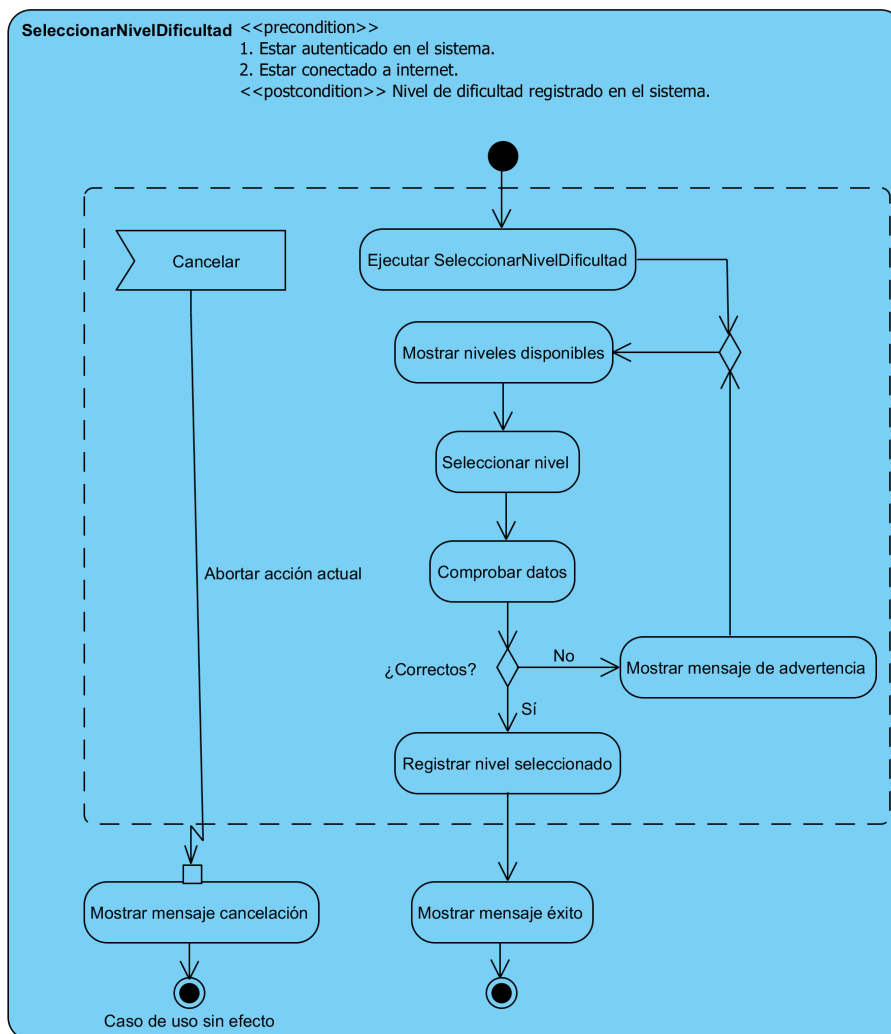 SeleccionarNivelDificultad <<precondition>>
1. Estar autenticado en el sistema.
2. Estar conectado a internet.
<<postcondition>> Nivel de dificultad registrado en el sistema.
Cancelar
Ejecutar SeleccionarNivelDificultad
Mostrar niveles disponibles
Seleccionar nivel
Comprobar datos
Abortar acción actual
¿Correctos?
No
Mostrar mensaje de advertencia
Sí
Registrar nivel seleccionado
Mostrar mensaje cancelación
Mostrar mensaje éxito
Caso de uso sin efecto